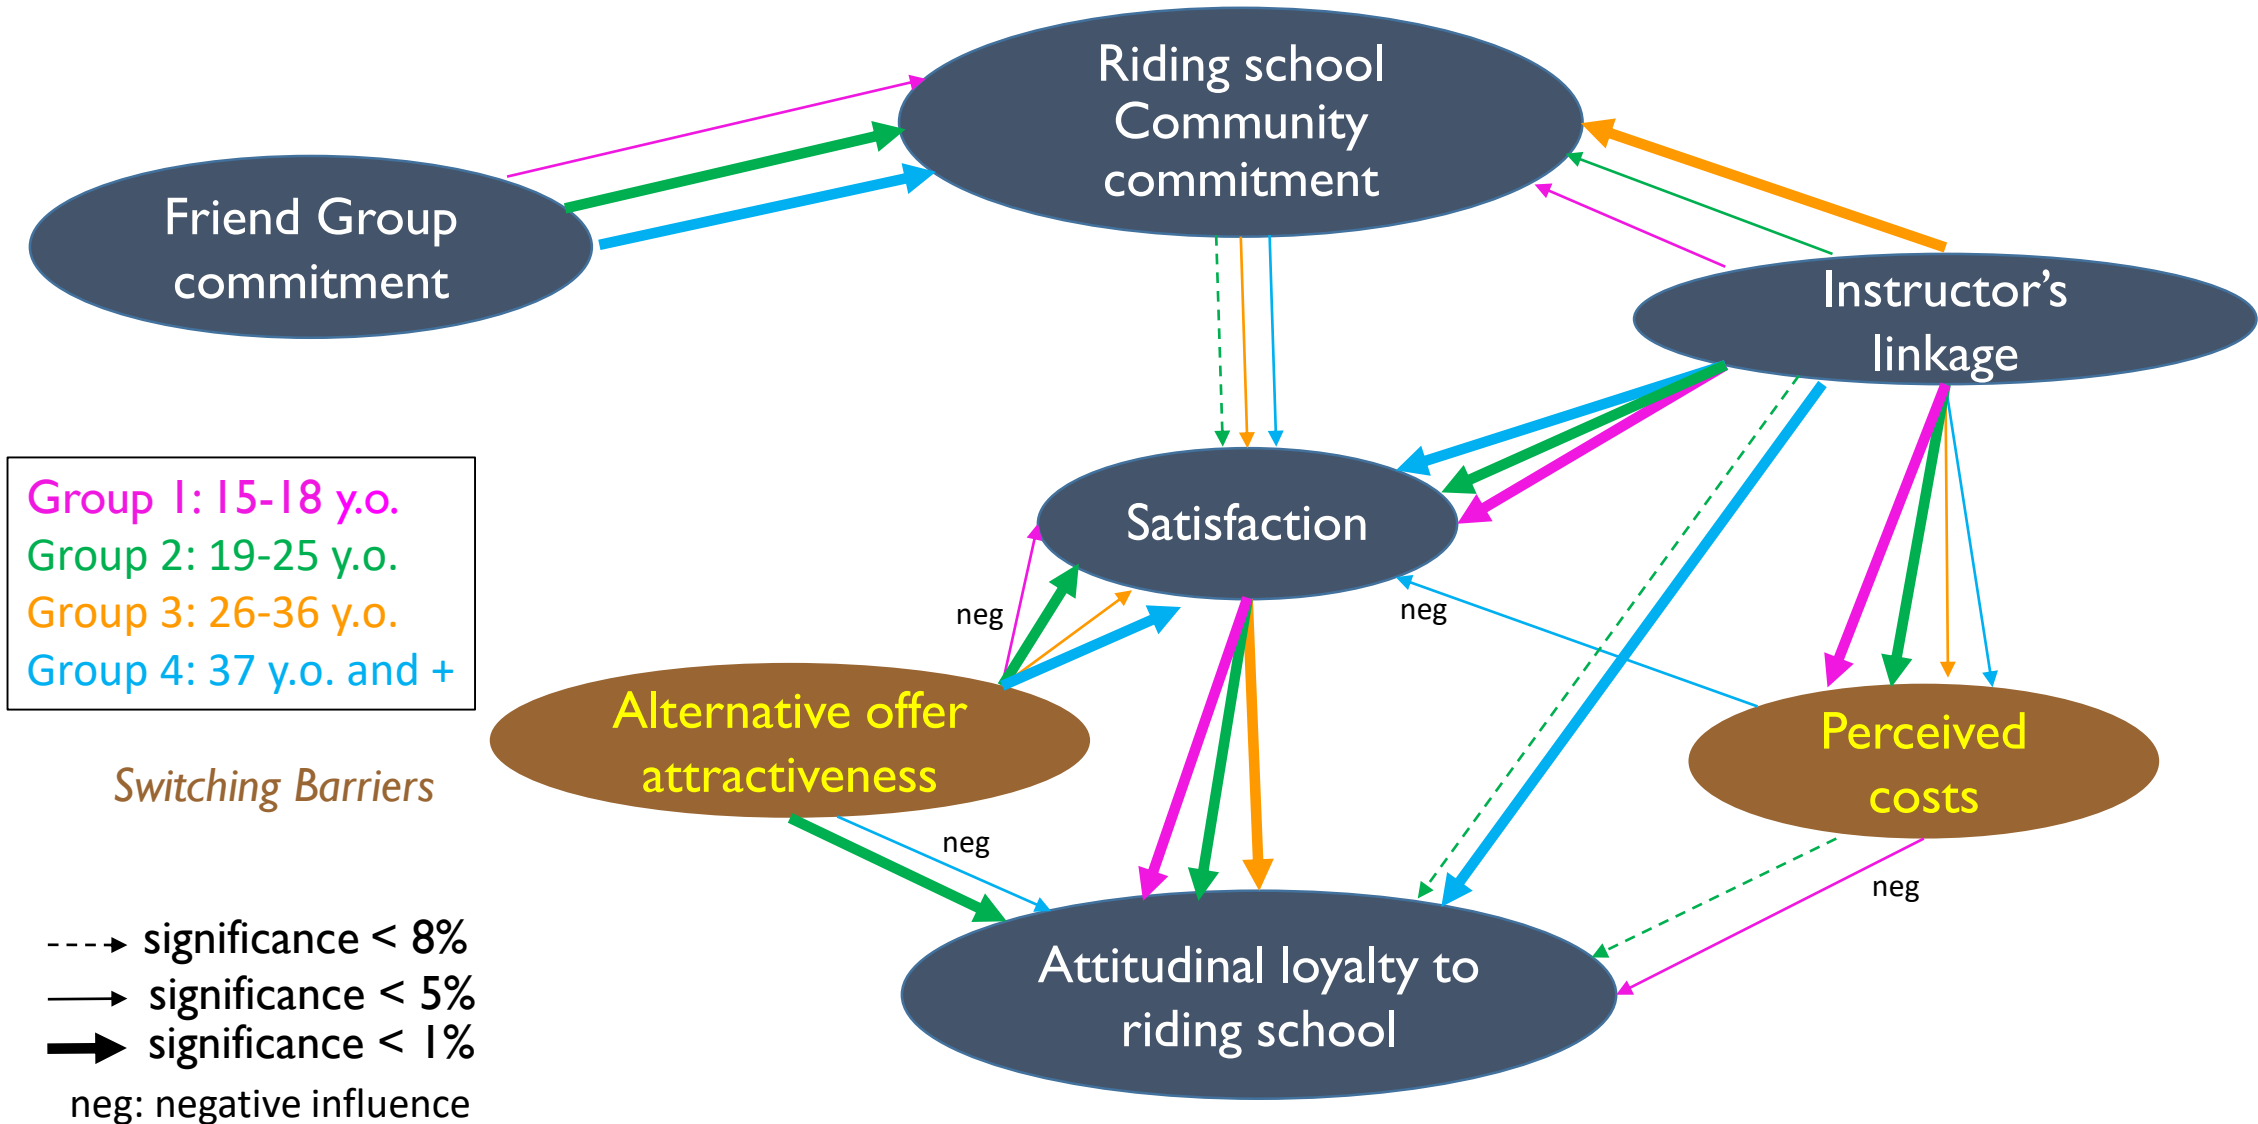 Riding school
Community
commitment
Friend Group
commitment
Instructor's
linkage
Group 1: 15-18 y.o.
Group 2: 19-25 y.o.
Group 3: 26-36 y.o.
Group 4: 37 y.o. and +
Satisfaction
neg
neg
Alternative offer
attractiveness
Perceived
costs
Switching Barriers
neg
neg
Attitudinal loyalty to
riding school
significance < 8%
significance < 5%
significance < 1%
neg: negative influence